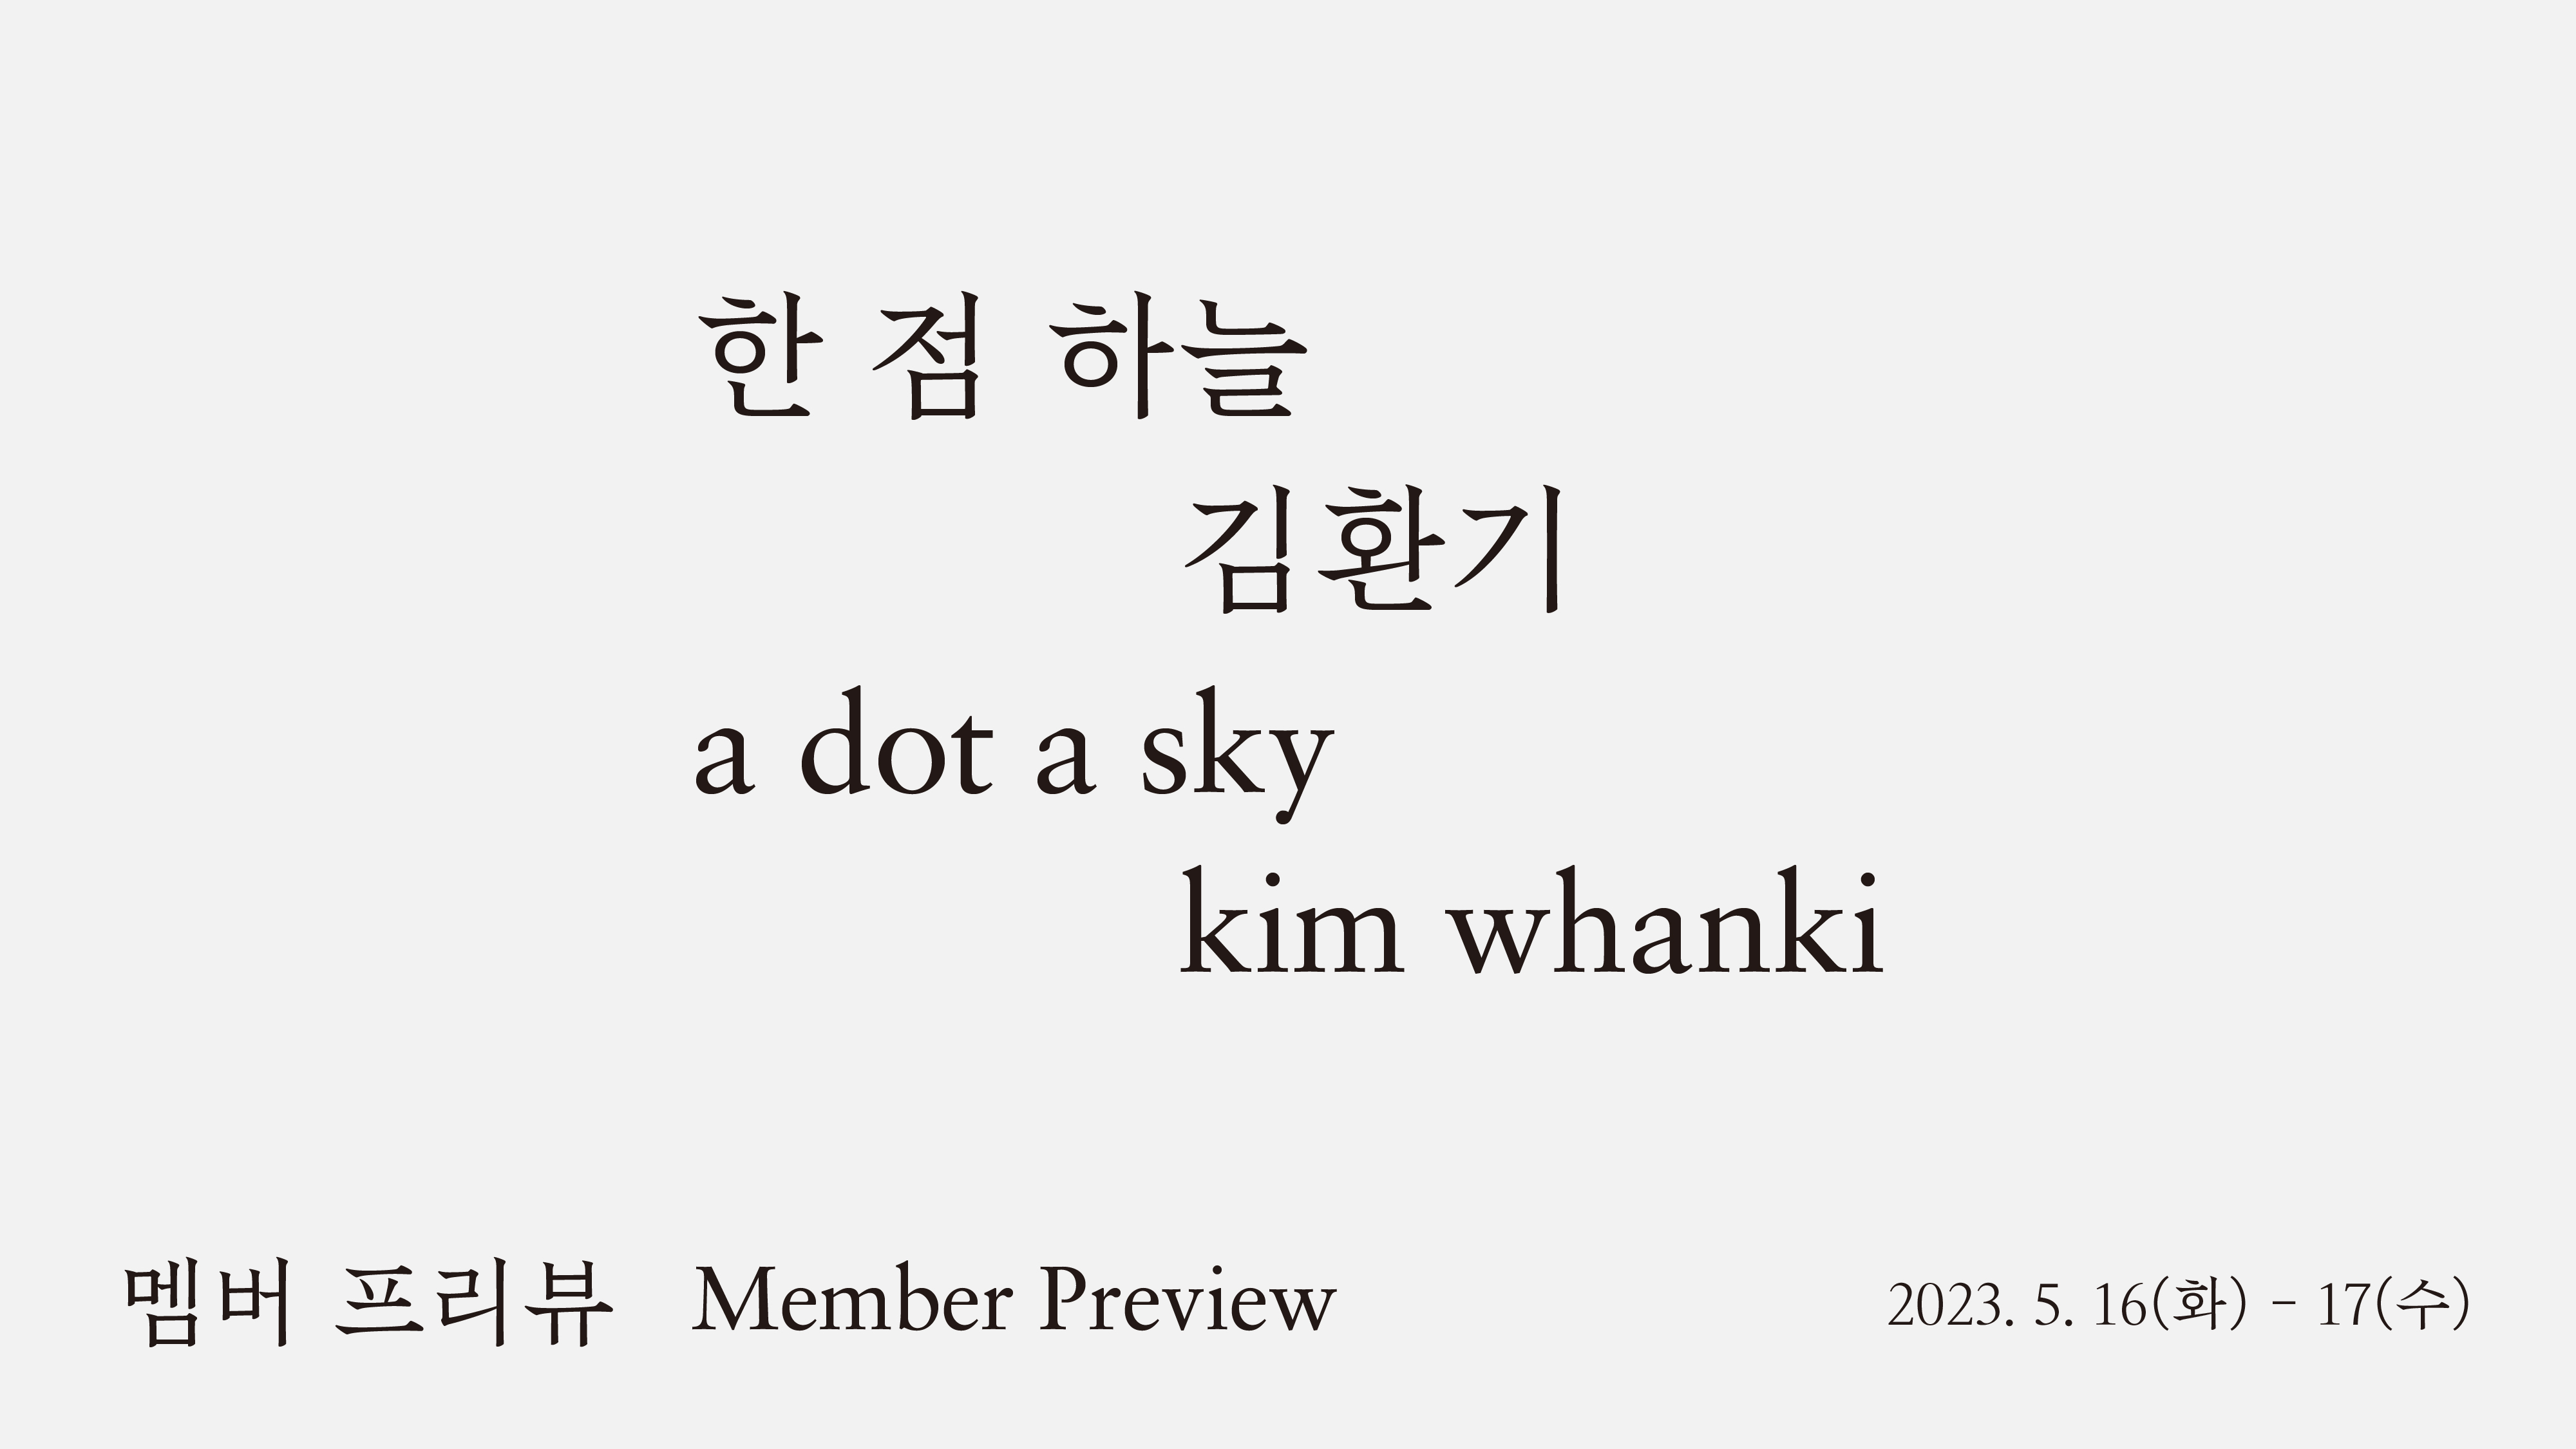 한 점 하늘
김환기
a dot a sky
kim whanki
멤버 프리뷰 Member Preview
2023. 5. 16(화) - 17(수)